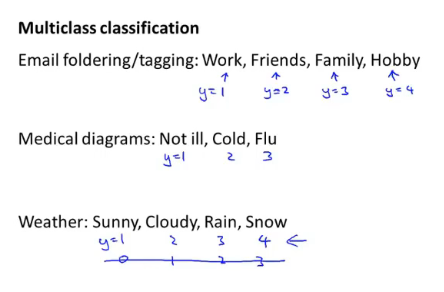 Multiclass classification
Email foldering/tagging: Work, Friends, Family, Hobby
y=1 y=2 y=3 y=4
Medical diagrams: Not ill, Cold, Flu
y=1 2 3
Weather: Sunny, Cloudy, Rain, Snow
y=1 2 3 4 ←
0 1 2 3